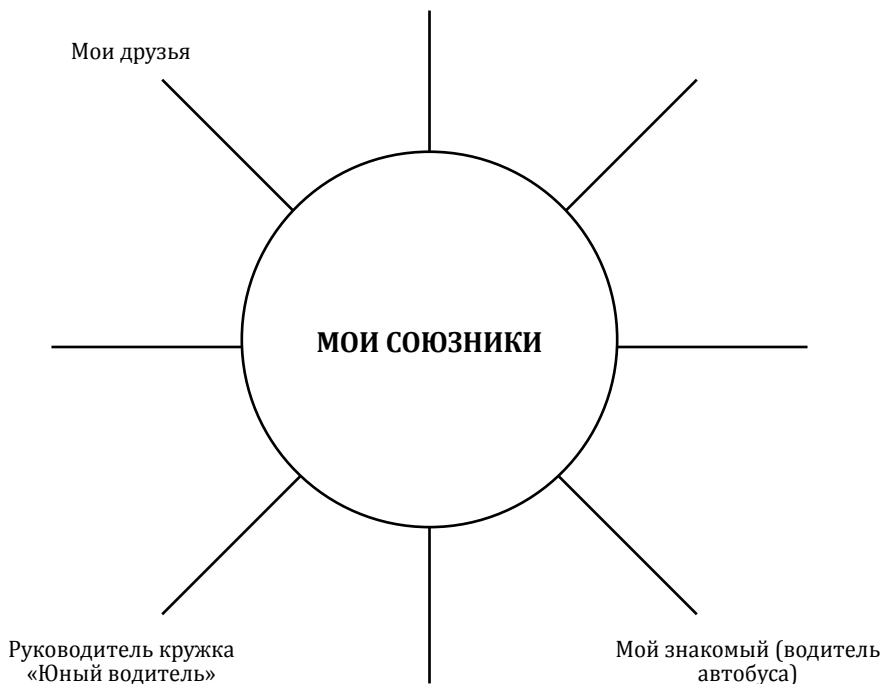 Мои друзья
МОИ СОЮЗНИКИ
Руководитель кружка
«Юный водитель»
Мой знакомый (водитель
автобуса)